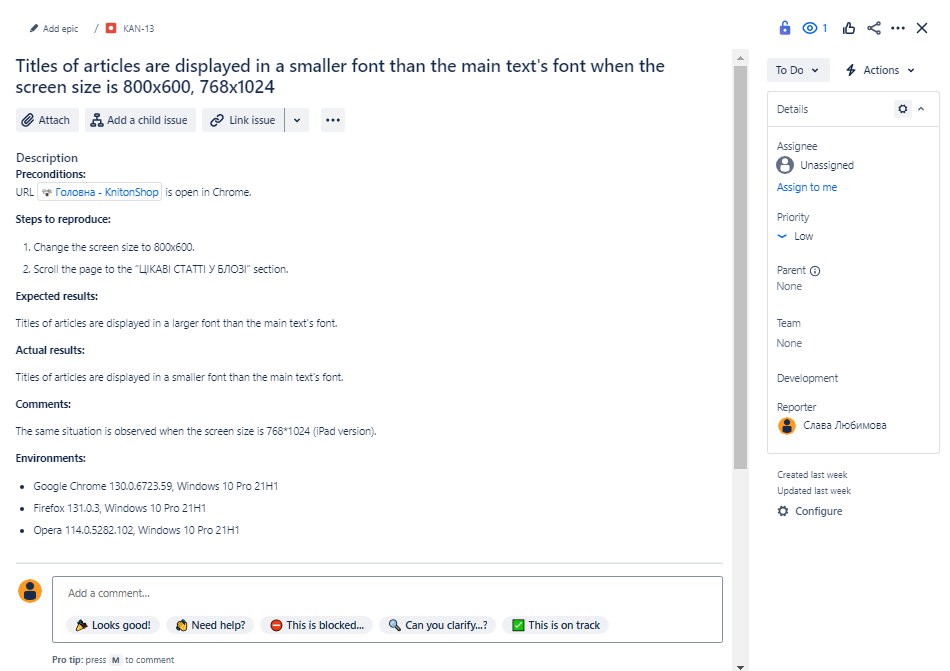 Add epic / KAN-13
1
Titles of articles are displayed in a smaller font than the main text's font when the
screen size is 800x600, 768x1024
Attach
Add a child issue
Link issue
Description
Preconditions:
URL Головна - KnitonShop is open in Chrome.
Steps to reproduce:
1. Change the screen size to 800x600.
2. Scroll the page to the “ЦІКАВІ СТАТТІ У БЛОЗІ” section.
Expected results:
Titles of articles are displayed in a larger font than the main text's font.
Actual results:
Titles of articles are displayed in a smaller font than the main text's font.
Comments:
The same situation is observed when the screen size is 768*1024 (iPad version).
Environments:
• Google Chrome 130.0.6723.59, Windows 10 Pro 21H1
• Firefox 131.0.3, Windows 10 Pro 21H1
• Opera 114.0.5282.102, Windows 10 Pro 21H1
Add a comment...
Looks good!
Need help?
This is blocked...
Can you clarify...?
This is on track
Pro tip: press M to comment
To Do
Actions
Details
Assignee
Unassigned
Assign to me
Priority
Low
Parent
None
Team
None
Development
Reporter
Слава Любимова
Created last week
Updated last week
Configure